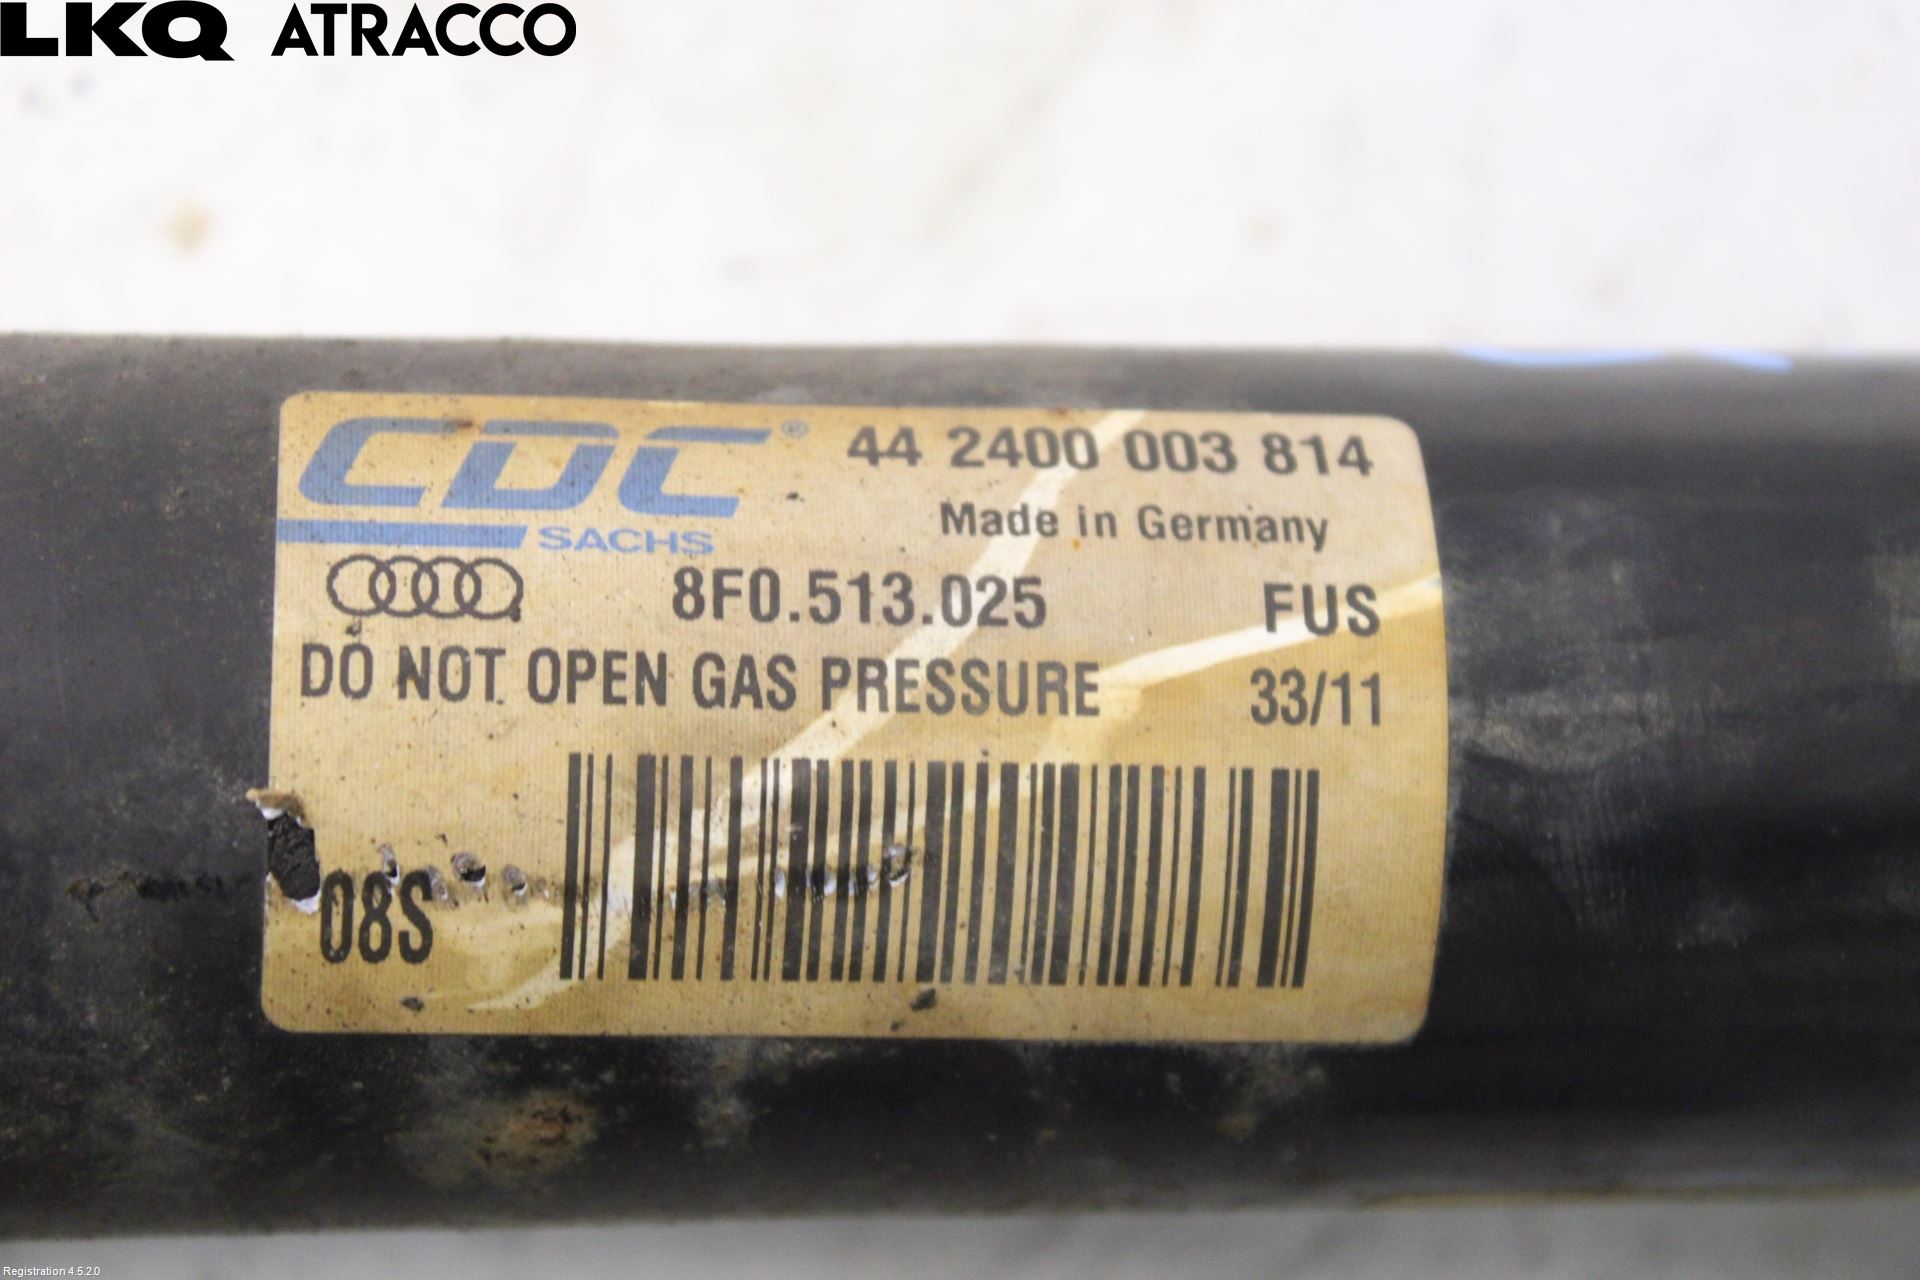 LKQ ATRACCO
CDC® 44 2400 003 814
SACHS Made in Germany
8F0.513.025 FUS
DO NOT OPEN GAS PRESSURE 33/11
08S
Registration 4.5.2.0